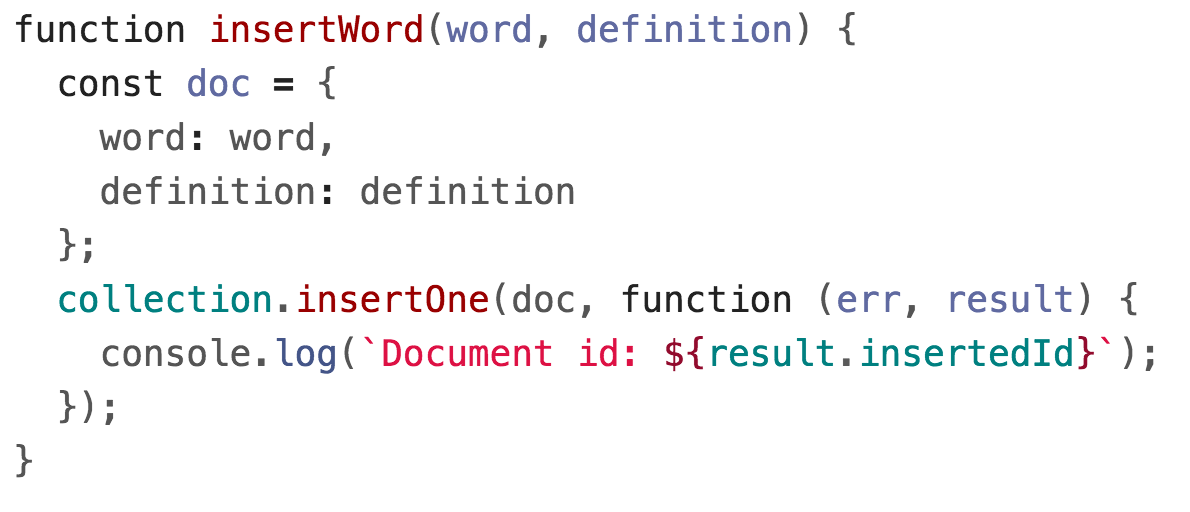 function insertWord(word, definition) {
  const doc = {
    word: word,
    definition: definition
  };
  collection.insertOne(doc, function (err, result) {
    console.log(`Document id: ${result.insertedId}`);
  });
}